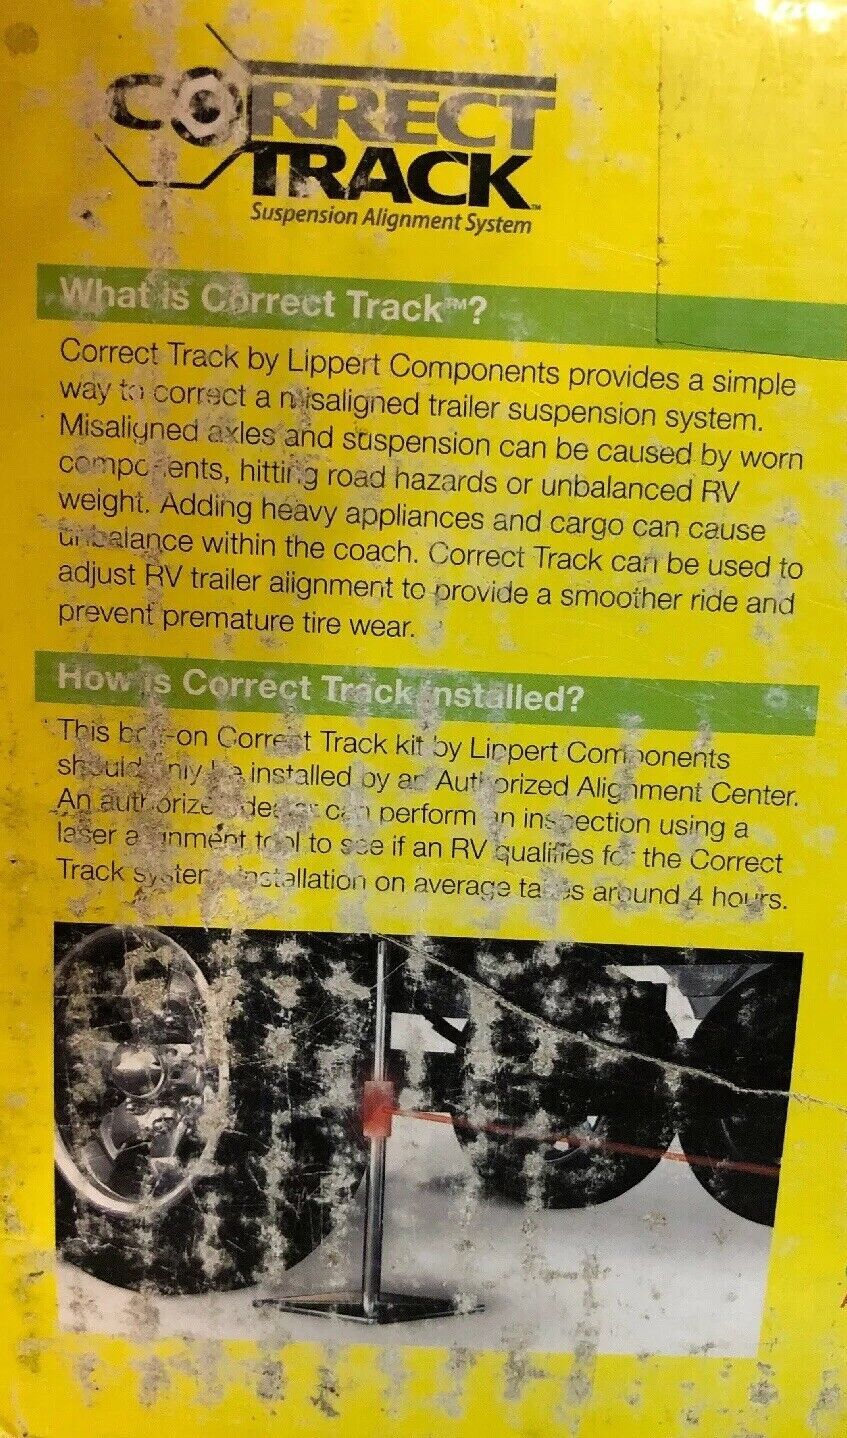 CORRECT
TRACK™
Suspension Alignment System
What is Correct Track™?
Correct Track by Lippert Components provides a simple
way to correct a misaligned trailer suspension system.
Misaligned axles and suspension can be caused by worn
components, hitting road hazards or unbalanced RV
weight. Adding heavy appliances and cargo can cause
unbalance within the coach. Correct Track can be used to
adjust RV trailer alignment to provide a smoother ride and
prevent premature tire wear.
How is Correct Track installed?
This bolt-on Correct Track kit by Lippert Components
should only be installed by an Authorized Alignment Center.
An authorized dealer can perform an inspection using a
laser alignment tool to see if an RV qualifies for the Correct
Track system. Installation on average takes around 4 hours.